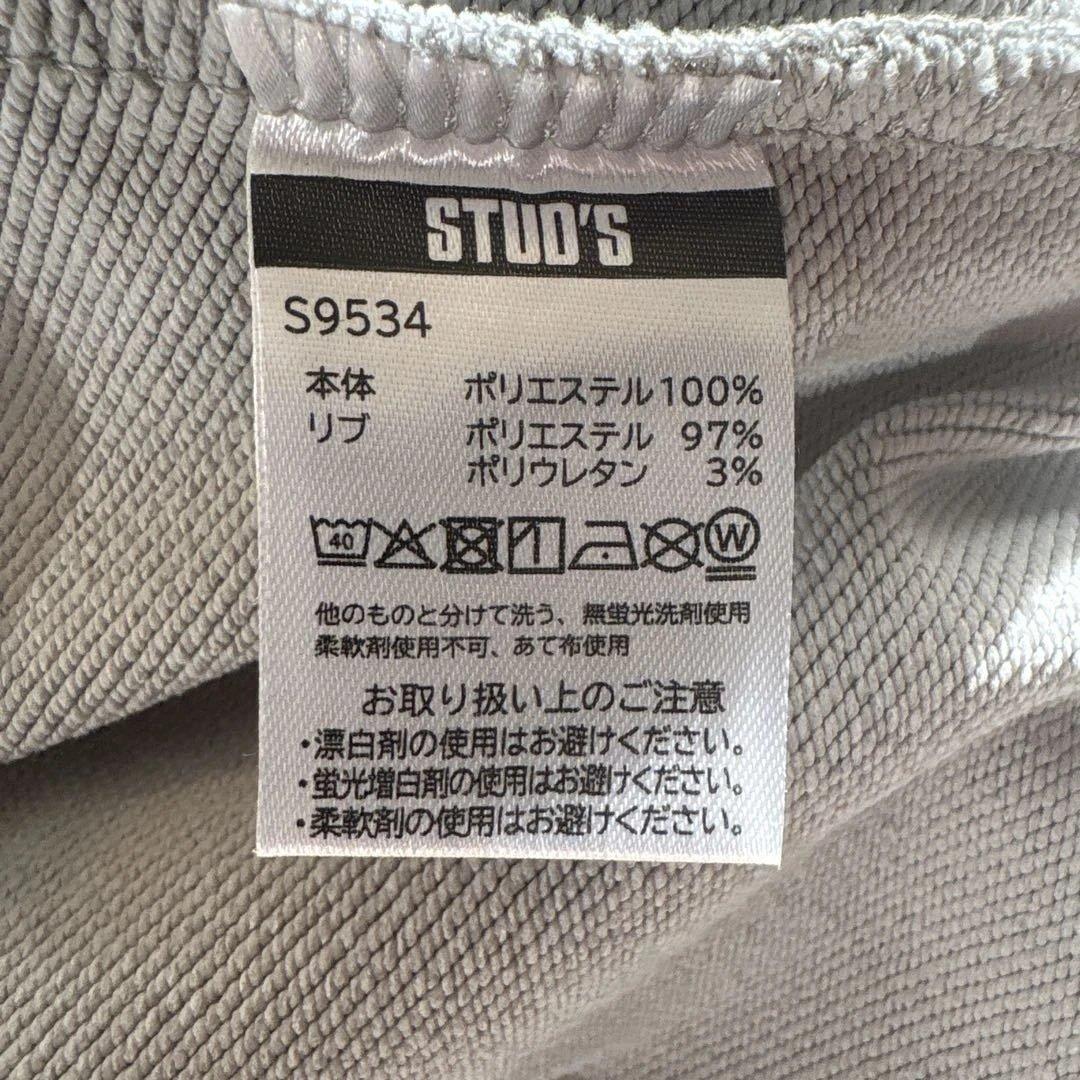 STUD'S
S9534
本体 ポリエステル100%
リブ ポリエステル 97%
ポリウレタン 3%
40 W
他のものと分けて洗う、無蛍光洗剤使用
柔軟剤使用不可、あて布使用
お取り扱い上のご注意
・漂白剤の使用はお避けください。
・蛍光増白剤の使用はお避けください。
・柔軟剤の使用はお避けください。